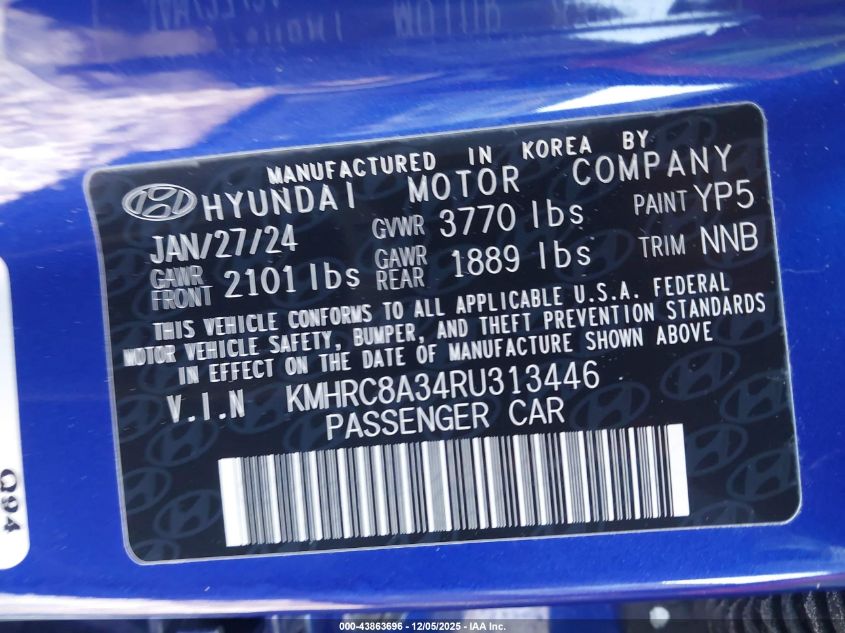 MANUFACTURED IN KOREA BY
HYUNDAI MOTOR COMPANY
JAN/27/24 GVWR 3770 lbs PAINT YP5
GAWR FRONT 2101 lbs GAWR REAR 1889 lbs TRIM NNB
THIS VEHICLE CONFORMS TO ALL APPLICABLE U.S.A. FEDERAL
MOTOR VEHICLE SAFETY, BUMPER, AND THEFT PREVENTION STANDARDS
IN EFFECT ON THE DATE OF MANUFACTURE SHOWN ABOVE
V.I.N KMHRC8A34RU313446
PASSENGER CAR
Q94
000-43863696 - 12/05/2025 - IAA Inc.